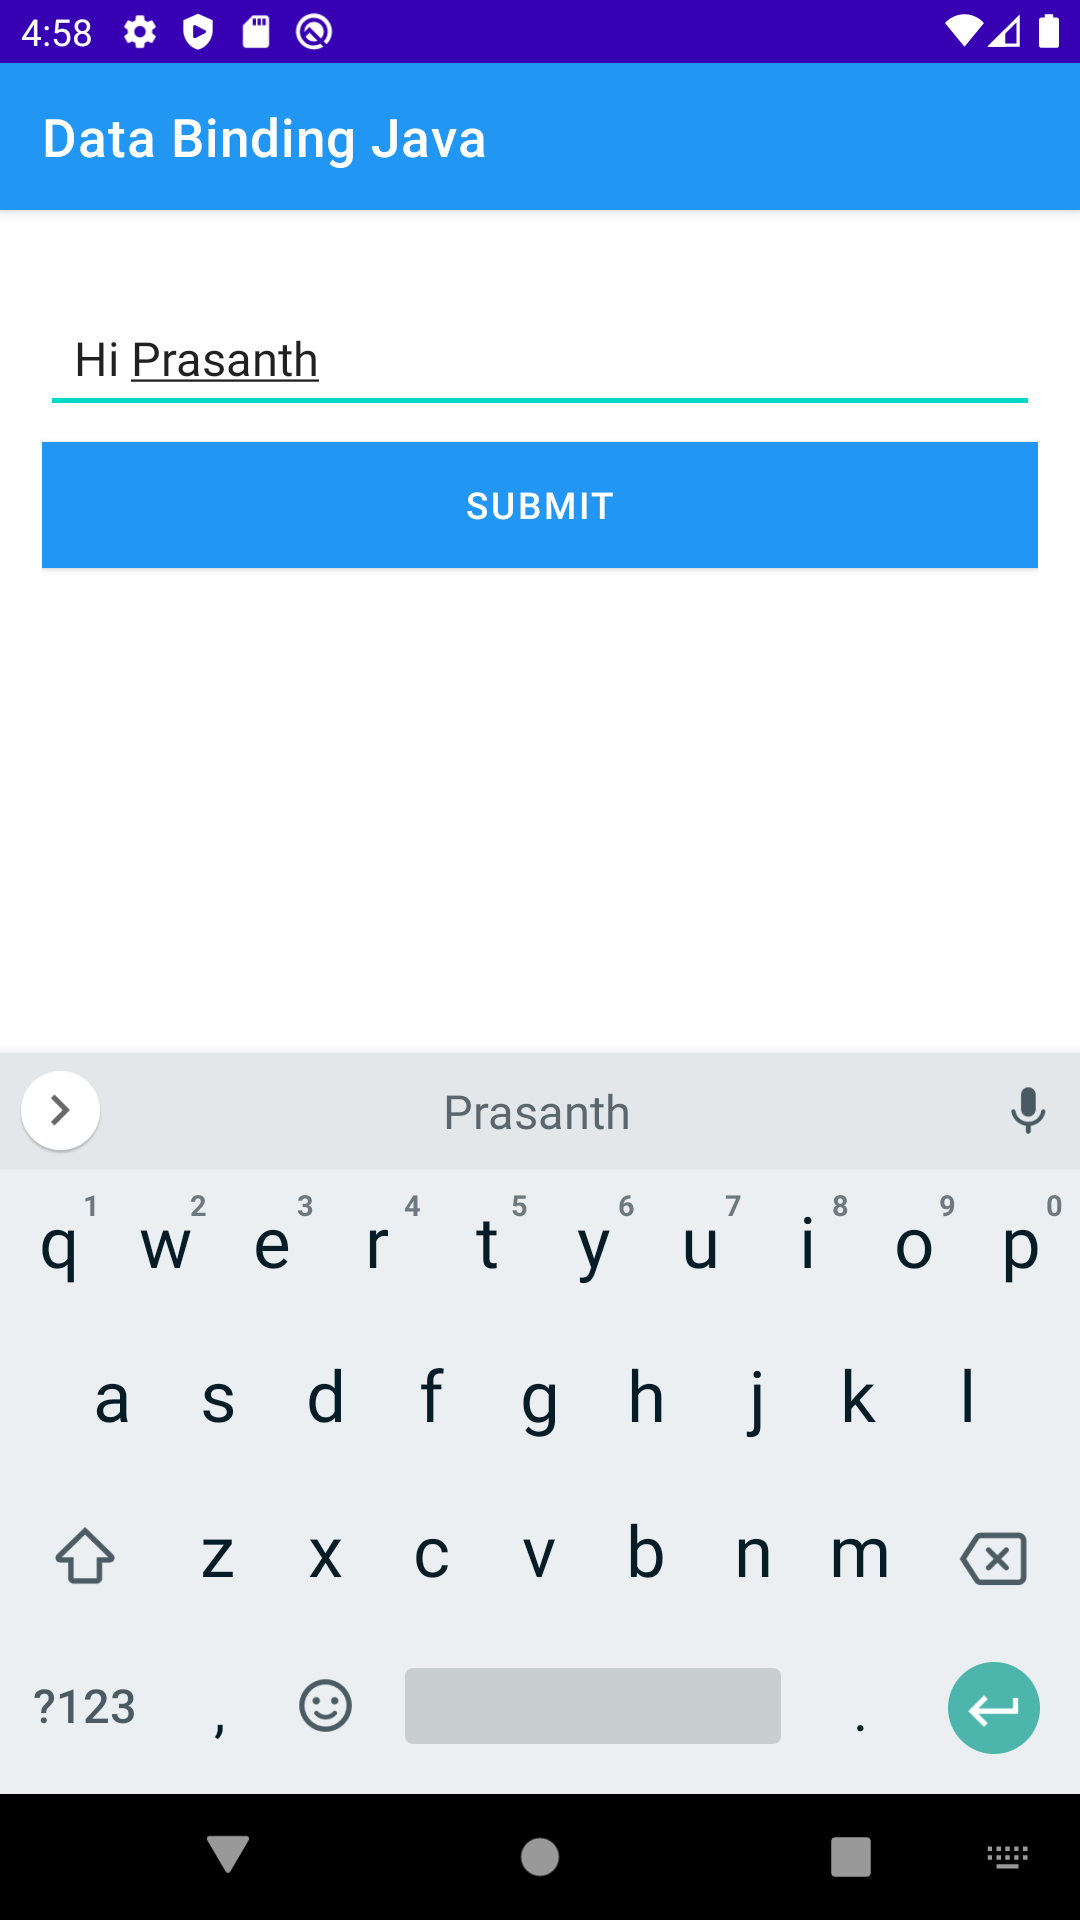 4:58
Data Binding Java
Hi Prasanth
SUBMIT
Prasanth
1 2 3 4 5 6 7 8 9 0
q w e r t y u i o p
a s d f g h j k l
z x c v b n m
?123 , .